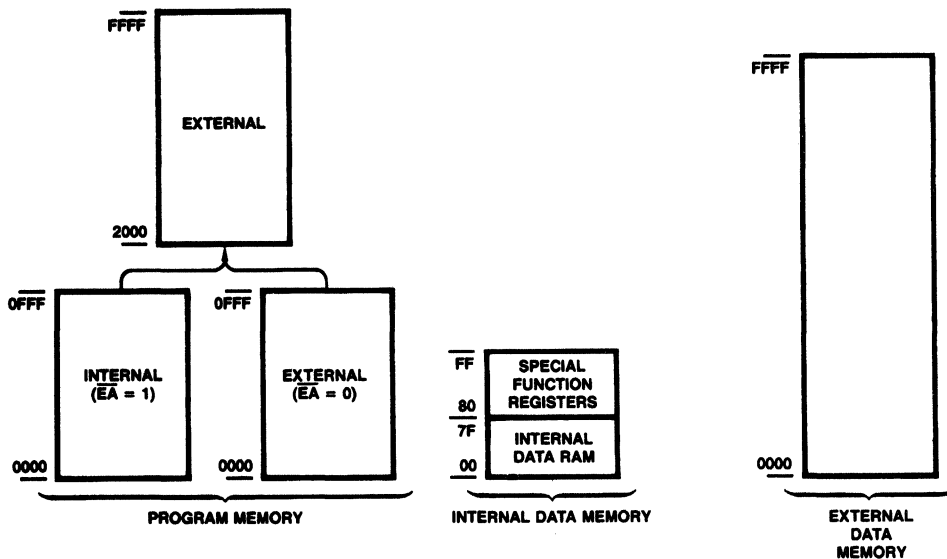 FFFF
EXTERNAL
2000
0FFF
INTERNAL
(EA = 1)
0000
0FFF
EXTERNAL
(EA = 0)
0000
PROGRAM MEMORY
FF
SPECIAL
FUNCTION
REGISTERS
80
7F
INTERNAL
DATA RAM
00
INTERNAL DATA MEMORY
FFFF
0000
EXTERNAL
DATA
MEMORY